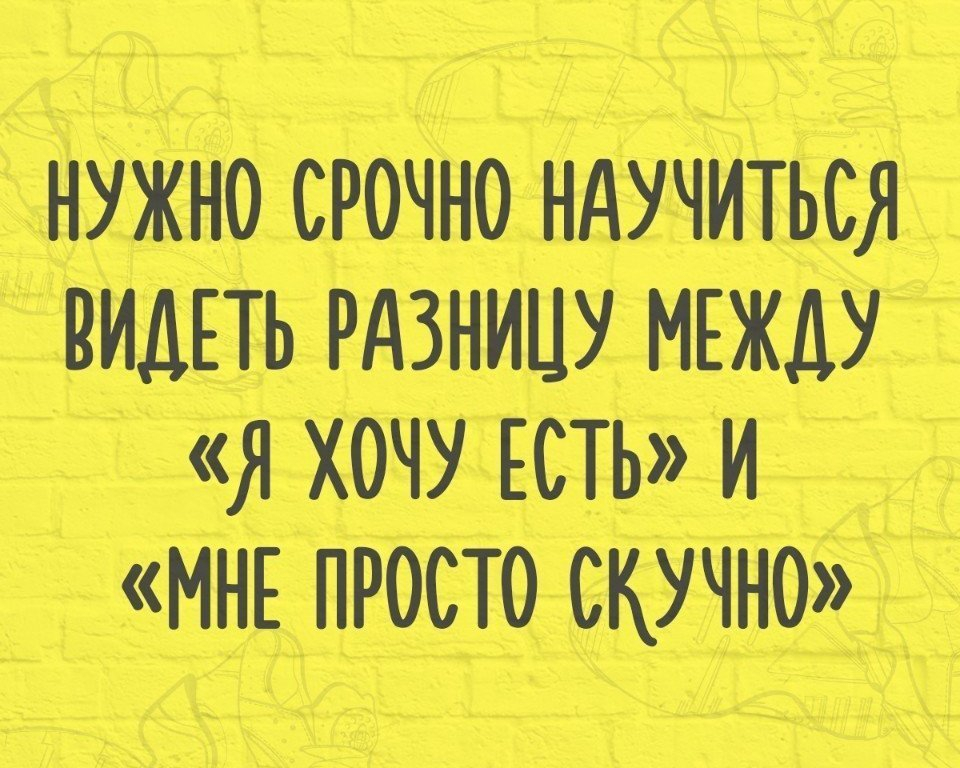 НУЖНО СРОЧНО НАУЧИТЬСЯ
ВИДЕТЬ РАЗНИЦУ МЕЖДУ
«Я ХОЧУ ЕСТЬ» И
«МНЕ ПРОСТО СКУЧНО»